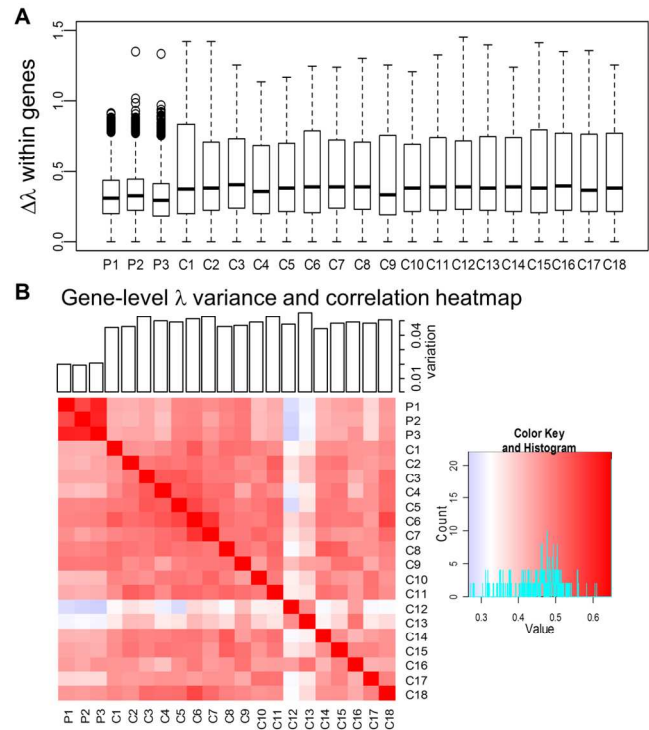 A
Δλ within genes
1.5
1.0
0.5
0.0
P1 P2 P3 C1 C2 C3 C4 C5 C6 C7 C8 C9 C10 C11 C12 C13 C14 C15 C16 C17 C18
B Gene-level λ variance and correlation heatmap
0.04
0.01
variation
P1
P2
P3
C1
C2
C3
C4
C5
C6
C7
C8
C9
C10
C11
C12
C13
C14
C15
C16
C17
C18
P1 P2 P3 C1 C2 C3 C4 C5 C6 C7 C8 C9 C10 C11 C12 C13 C14 C15 C16 C17 C18
Color Key
and Histogram
Count
20
15
10
5
0
0.3 0.4 0.5 0.6
Value